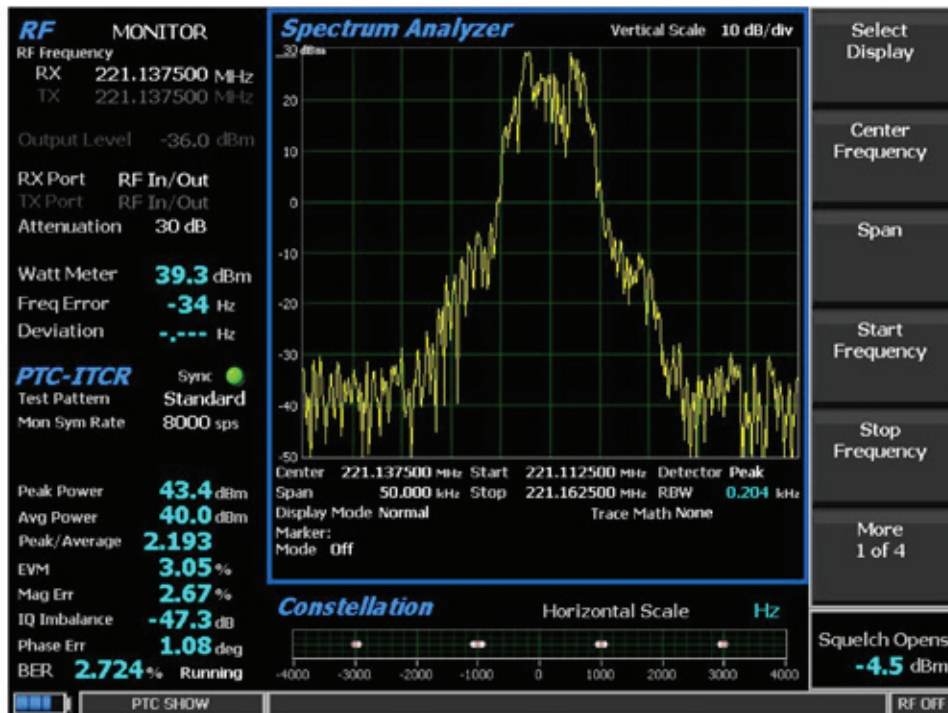 RF MONITOR
RF Frequency
RX 221.137500 MHz
TX 221.137500 MHz
Output Level -36.0 dBm
RX Port RF In/Out
TX Port RF In/Out
Attenuation 30 dB
Watt Meter 39.3 dBm
Freq Error -34 Hz
Deviation -.--- Hz
PTC-ITCR Sync
Test Pattern Standard
Mon Sym Rate 8000 sps
Peak Power 43.4 dBm
Avg Power 40.0 dBm
Peak/Average 2.193
EVM 3.05 %
Mag Err 2.67 %
IQ Imbalance -47.3 dB
Phase Err 1.08 deg
BER 2.724 % Running
Spectrum Analyzer Vertical Scale 10 dB/div
30 dBm
20
10
0
-10
-20
-30
-40
-50
Center 221.137500 MHz Start 221.112500 MHz Detector Peak
Span 50.000 kHz Stop 221.162500 MHz RBW 0.204 kHz
Display Mode Normal Trace Math None
Marker:
Mode Off
Constellation Horizontal Scale Hz
-4000 -3000 -2000 -1000 0 1000 2000 3000 4000
Select
Display
Center
Frequency
Span
Start
Frequency
Stop
Frequency
More
1 of 4
Squelch Opens
-4.5 dBm
PTC SHOW RF OFF